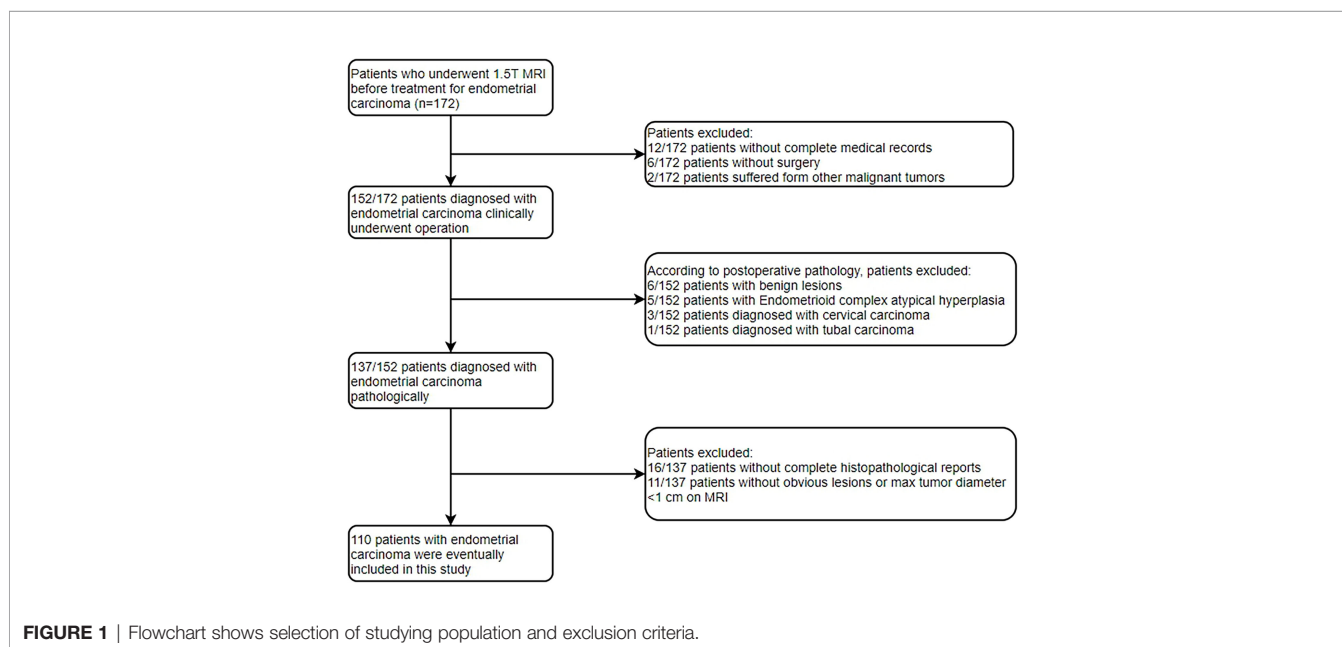 Patients who underwent 1.5T MRI
before treatment for endometrial
carcinoma (n=172)
Patients excluded:
12/172 patients without complete medical records
6/172 patients without surgery
2/172 patients suffered form other malignant tumors
152/172 patients diagnosed with
endometrial carcinoma clinically
underwent operation
According to postoperative pathology, patients excluded:
6/152 patients with benign lesions
5/152 patients with Endometrioid complex atypical hyperplasia
3/152 patients diagnosed with cervical carcinoma
1/152 patients diagnosed with tubal carcinoma
137/152 patients diagnosed with
endometrial carcinoma
pathologically
Patients excluded:
16/137 patients without complete histopathological reports
11/137 patients without obvious lesions or max tumor diameter
<1 cm on MRI
110 patients with endometrial
carcinoma were eventually
included in this study
FIGURE 1 | Flowchart shows selection of studying population and exclusion criteria.